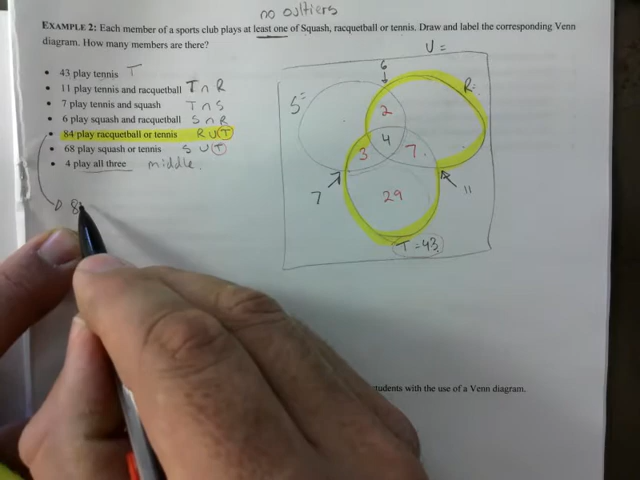 no outliers
EXAMPLE 2: Each member of a sports club plays at least one of Squash, racquetball or tennis. Draw and label the corresponding Venn
diagram. How many members are there?
U =
• 43 play tennis T
• 11 play tennis and racquetball T ∩ R
• 7 play tennis and squash T ∩ S
• 6 play squash and racquetball S ∩ R
• 84 play racquetball or tennis R ∪ T
• 68 play squash or tennis S ∪ T
• 4 play all three middle.
6
S =
R =
2
4
3
7
7
11
29
T = 43
8
students with the use of a Venn diagram.